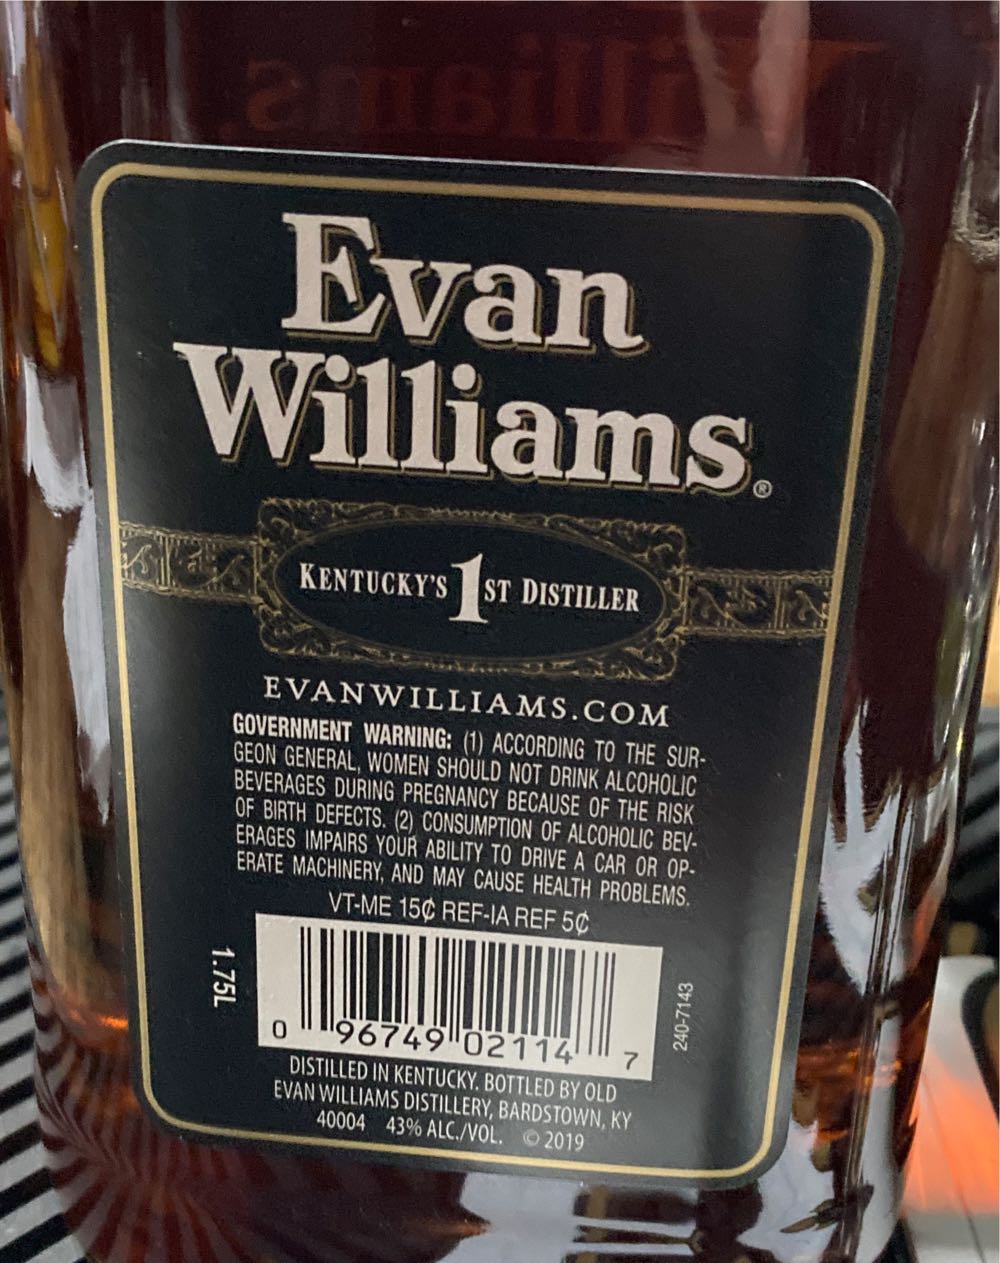 Williams.
Evan
Williams®
KENTUCKY'S 1ST DISTILLER
EVANWILLIAMS.COM
GOVERNMENT WARNING: (1) ACCORDING TO THE SUR-
GEON GENERAL, WOMEN SHOULD NOT DRINK ALCOHOLIC
BEVERAGES DURING PREGNANCY BECAUSE OF THE RISK
OF BIRTH DEFECTS. (2) CONSUMPTION OF ALCOHOLIC BEV-
ERAGES IMPAIRS YOUR ABILITY TO DRIVE A CAR OR OP-
ERATE MACHINERY, AND MAY CAUSE HEALTH PROBLEMS.
VT-ME 15¢ REF-IA REF 5¢
1.75L
0 96749 02114 7
240-7143
DISTILLED IN KENTUCKY. BOTTLED BY OLD
EVAN WILLIAMS DISTILLERY, BARDSTOWN, KY
40004 43% ALC./VOL. © 2019